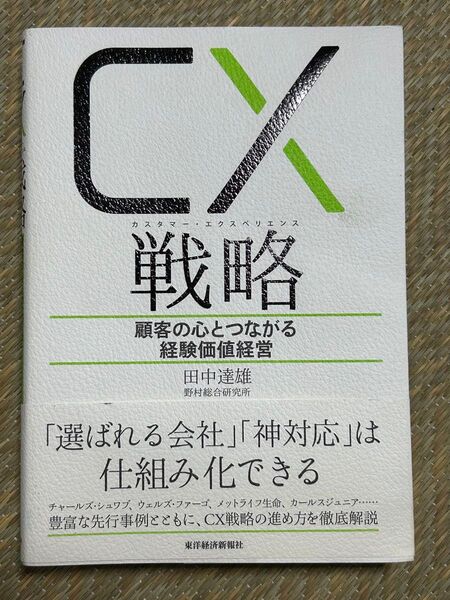 CX
カスタマー・エクスペリエンス
戦略
顧客の心とつながる
経験価値経営
田中達雄
野村総合研究所
「選ばれる会社」「神対応」は
仕組み化できる
チャールズ・シュワブ、ウェルズ・ファーゴ、メットライフ生命、カールスジュニア……
豊富な先行事例とともに、CX戦略の進め方を徹底解説
東洋経済新報社